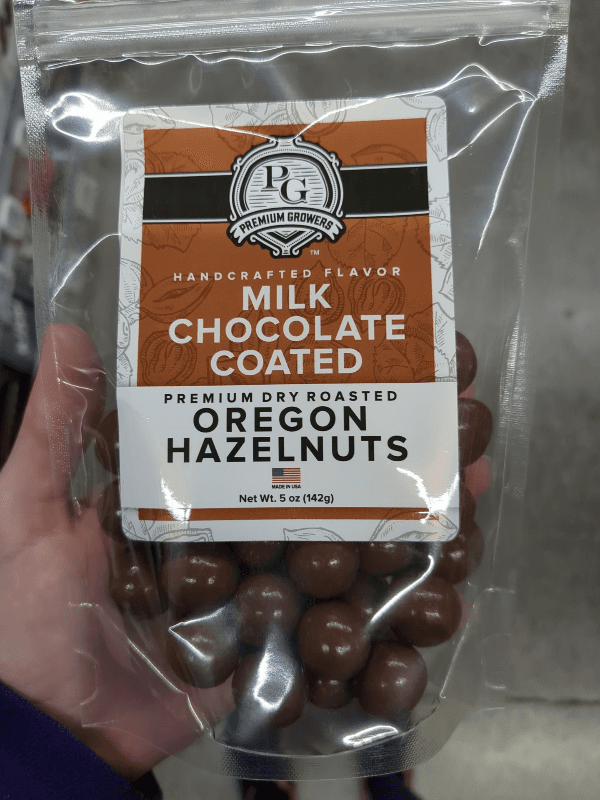 PG
PREMIUM GROWERS
TM
HANDCRAFTED FLAVOR
MILK
CHOCOLATE
COATED
PREMIUM DRY ROASTED
OREGON
HAZELNUTS
MADE IN USA
Net Wt. 5 oz (142g)